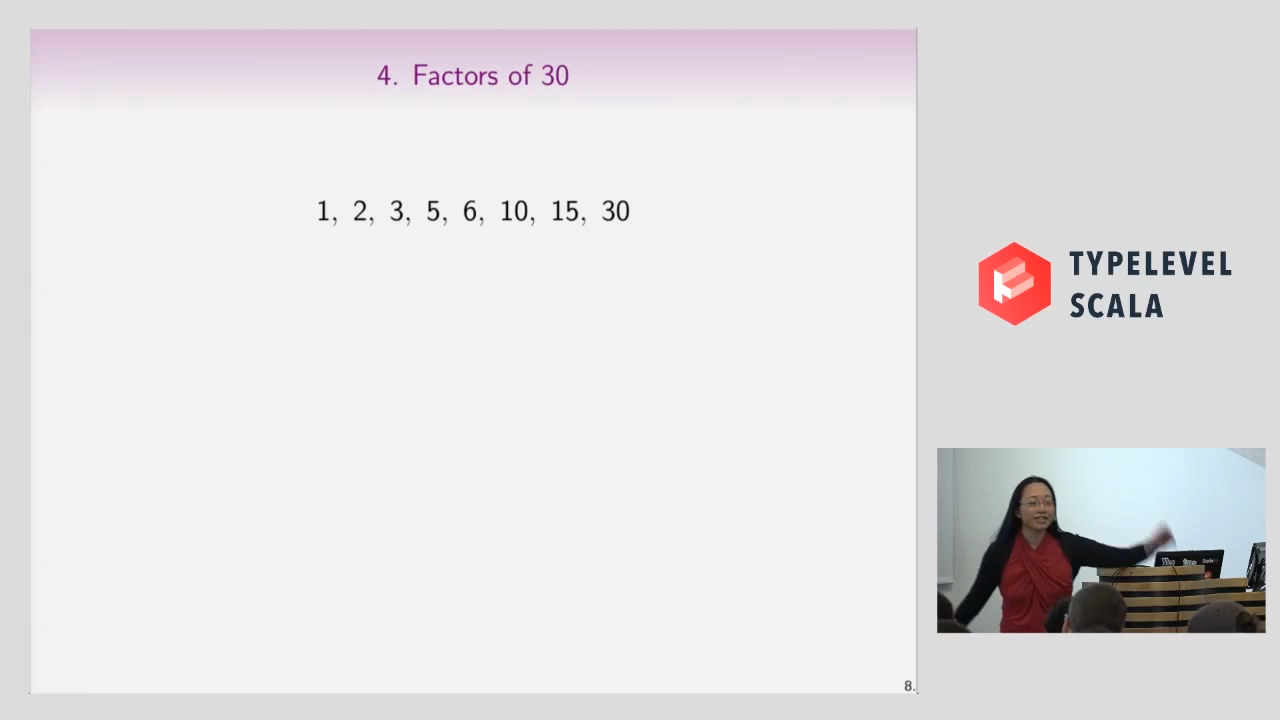 4. Factors of 30
1, 2, 3, 5, 6, 10, 15, 30
8.
TYPELEVEL
SCALA